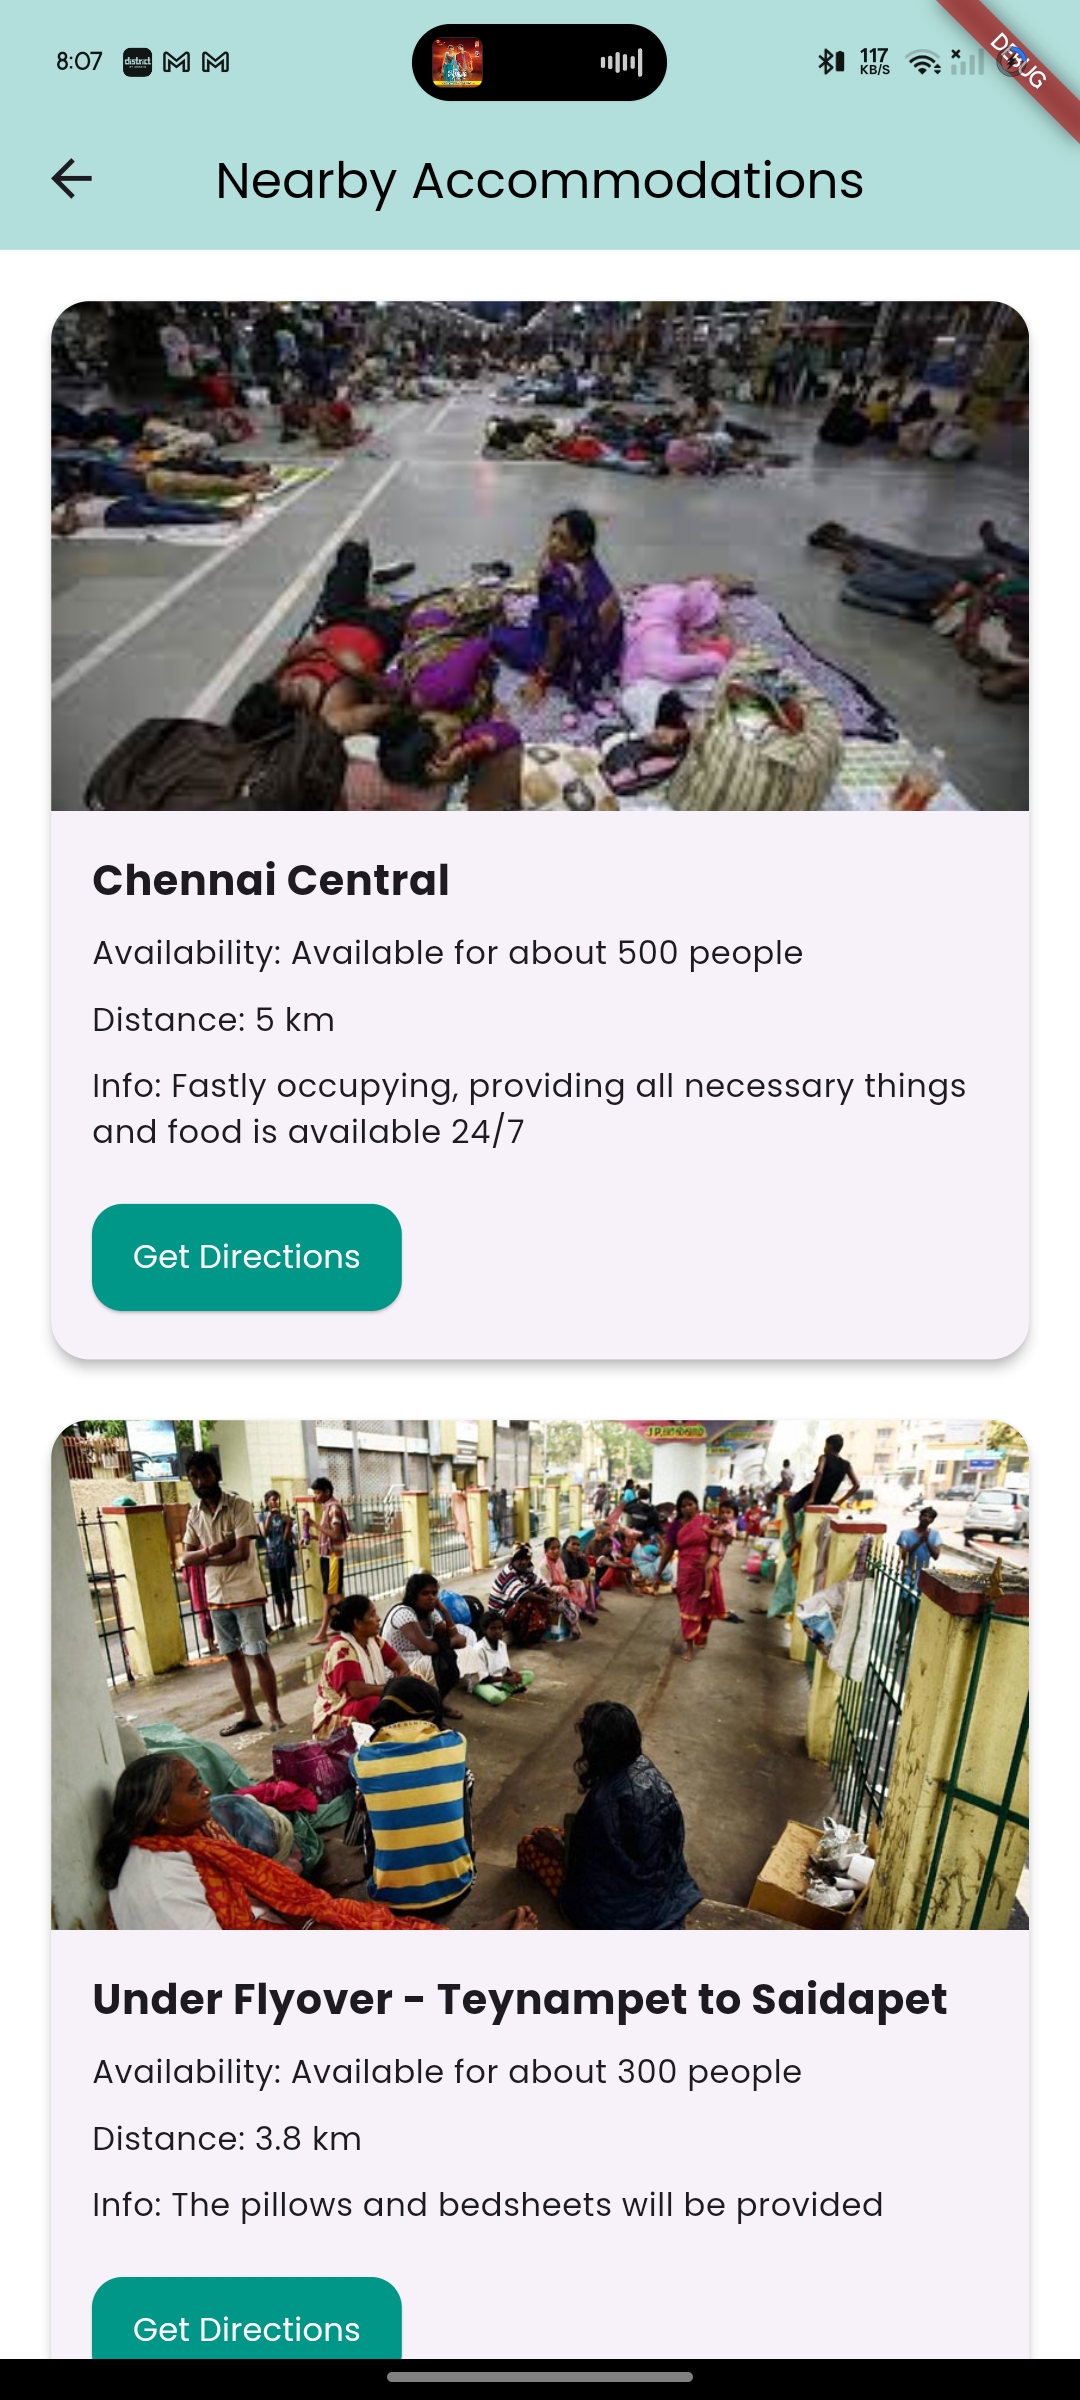 8:07
district
117
KB/S
DEBUG
Nearby Accommodations
Chennai Central
Availability: Available for about 500 people
Distance: 5 km
Info: Fastly occupying, providing all necessary things
and food is available 24/7
Get Directions
Under Flyover - Teynampet to Saidapet
Availability: Available for about 300 people
Distance: 3.8 km
Info: The pillows and bedsheets will be provided
Get Directions